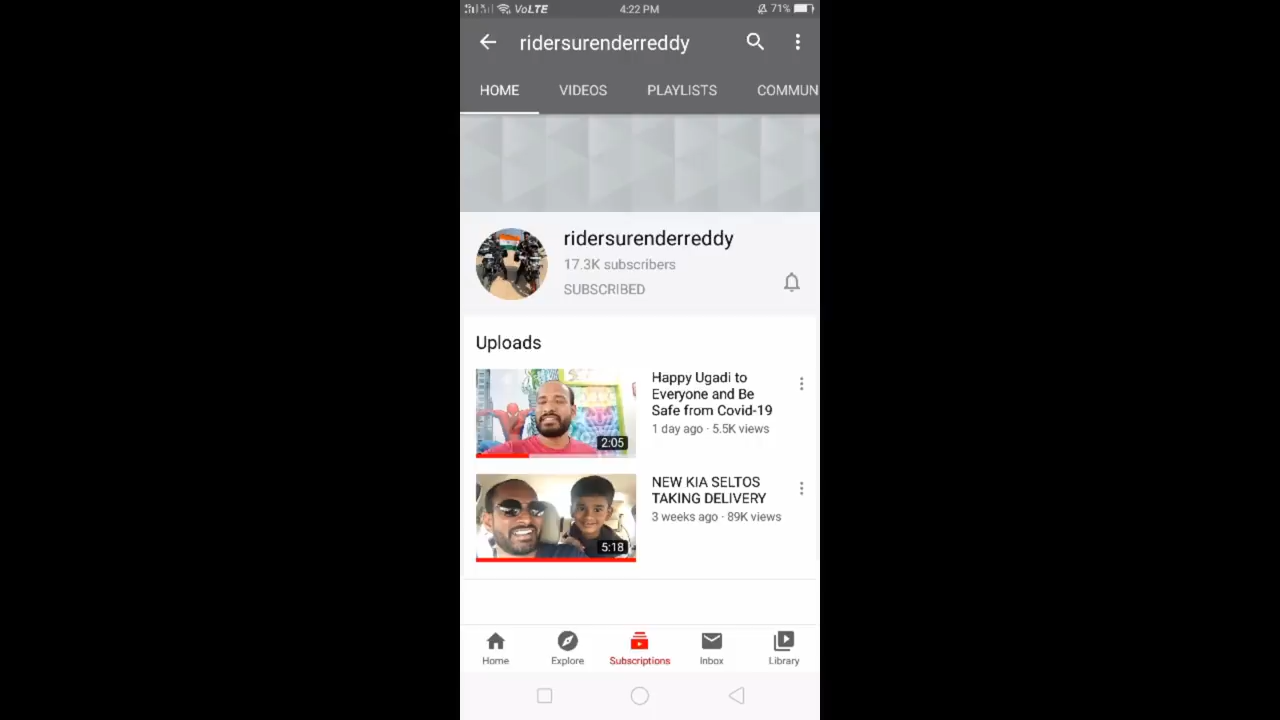 VoLTE 4:22 PM 71%
ridersurenderreddy
HOME VIDEOS PLAYLISTS COMMUN
ridersurenderreddy
17.3K subscribers
SUBSCRIBED
Uploads
Happy Ugadi to
Everyone and Be
Safe from Covid-19
1 day ago · 5.5K views
2:05
NEW KIA SELTOS
TAKING DELIVERY
3 weeks ago · 89K views
5:18
Home Explore Subscriptions Inbox Library